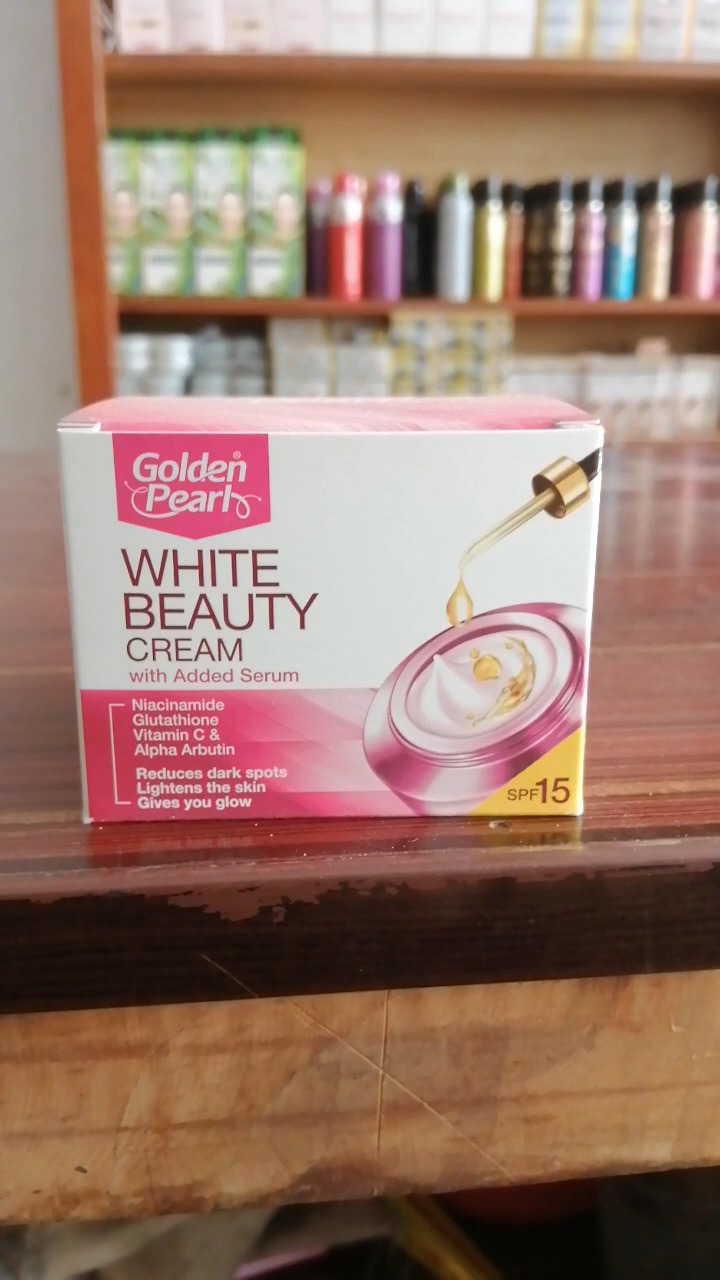 Golden®
Pearl
WHITE
BEAUTY
CREAM
with Added Serum
Niacinamide
Glutathione
Vitamin C &
Alpha Arbutin
Reduces dark spots
Lightens the skin
Gives you glow
SPF15